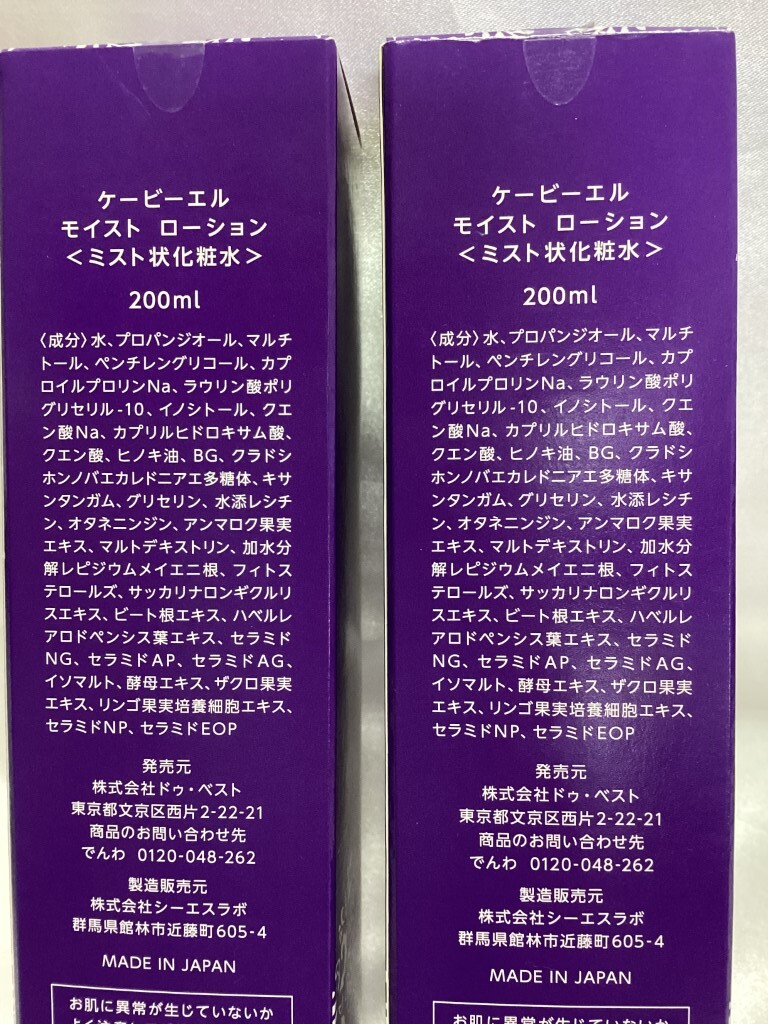 ケービーエル
モイスト ローション
＜ミスト状化粧水＞
200ml
〈成分〉水、プロパンジオール、マルチ
トール、ペンチレングリコール、カプ
ロイルプロリンNa、ラウリン酸ポリ
グリセリル-10、イノシトール、クエ
ン酸Na、カプリルヒドロキサム酸、
クエン酸、ヒノキ油、BG、クラドシ
ホンノバエカレドニアエ多糖体、キサ
ンタンガム、グリセリン、水添レシチ
ン、オタネニンジン、アンマロク果実
エキス、マルトデキストリン、加水分
解レピジウムメイエニ根、フィトス
テロールズ、サッカリナロンギクルリ
スエキス、ビート根エキス、ハベルレ
アロドペンシス葉エキス、セラミド
NG、セラミドAP、セラミドAG、
イソマルト、酵母エキス、ザクロ果実
エキス、リンゴ果実培養細胞エキス、
セラミドNP、セラミドEOP
発売元
株式会社ドゥ・ベスト
東京都文京区西片2-22-21
商品のお問い合わせ先
でんわ 0120-048-262
製造販売元
株式会社シーエスラボ
群馬県館林市近藤町605-4
MADE IN JAPAN
お肌に異常が生じていないか
ケービーエル
モイスト ローション
＜ミスト状化粧水＞
200ml
〈成分〉水、プロパンジオール、マルチ
トール、ペンチレングリコール、カプ
ロイルプロリンNa、ラウリン酸ポリ
グリセリル-10、イノシトール、クエ
ン酸Na、カプリルヒドロキサム酸、
クエン酸、ヒノキ油、BG、クラドシ
ホンノバエカレドニアエ多糖体、キサ
ンタンガム、グリセリン、水添レシチ
ン、オタネニンジン、アンマロク果実
エキス、マルトデキストリン、加水分
解レピジウムメイエニ根、フィトス
テロールズ、サッカリナロンギクルリ
スエキス、ビート根エキス、ハベルレ
アロドペンシス葉エキス、セラミド
NG、セラミドAP、セラミドAG、
イソマルト、酵母エキス、ザクロ果実
エキス、リンゴ果実培養細胞エキス、
セラミドNP、セラミドEOP
発売元
株式会社ドゥ・ベスト
東京都文京区西片2-22-21
商品のお問い合わせ先
でんわ 0120-048-262
製造販売元
株式会社シーエスラボ
群馬県館林市近藤町605-4
MADE IN JAPAN
お肌に異常が生じていないか